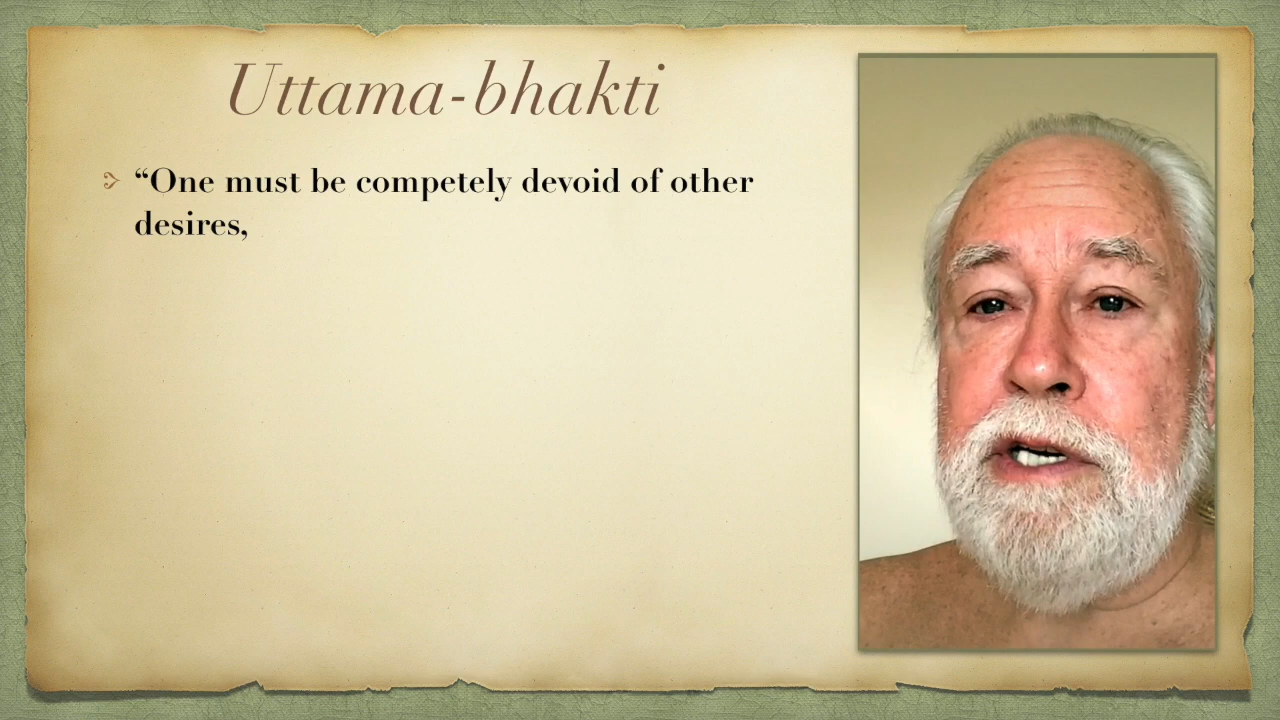 Uttama-bhakti
“One must be competely devoid of other
desires,